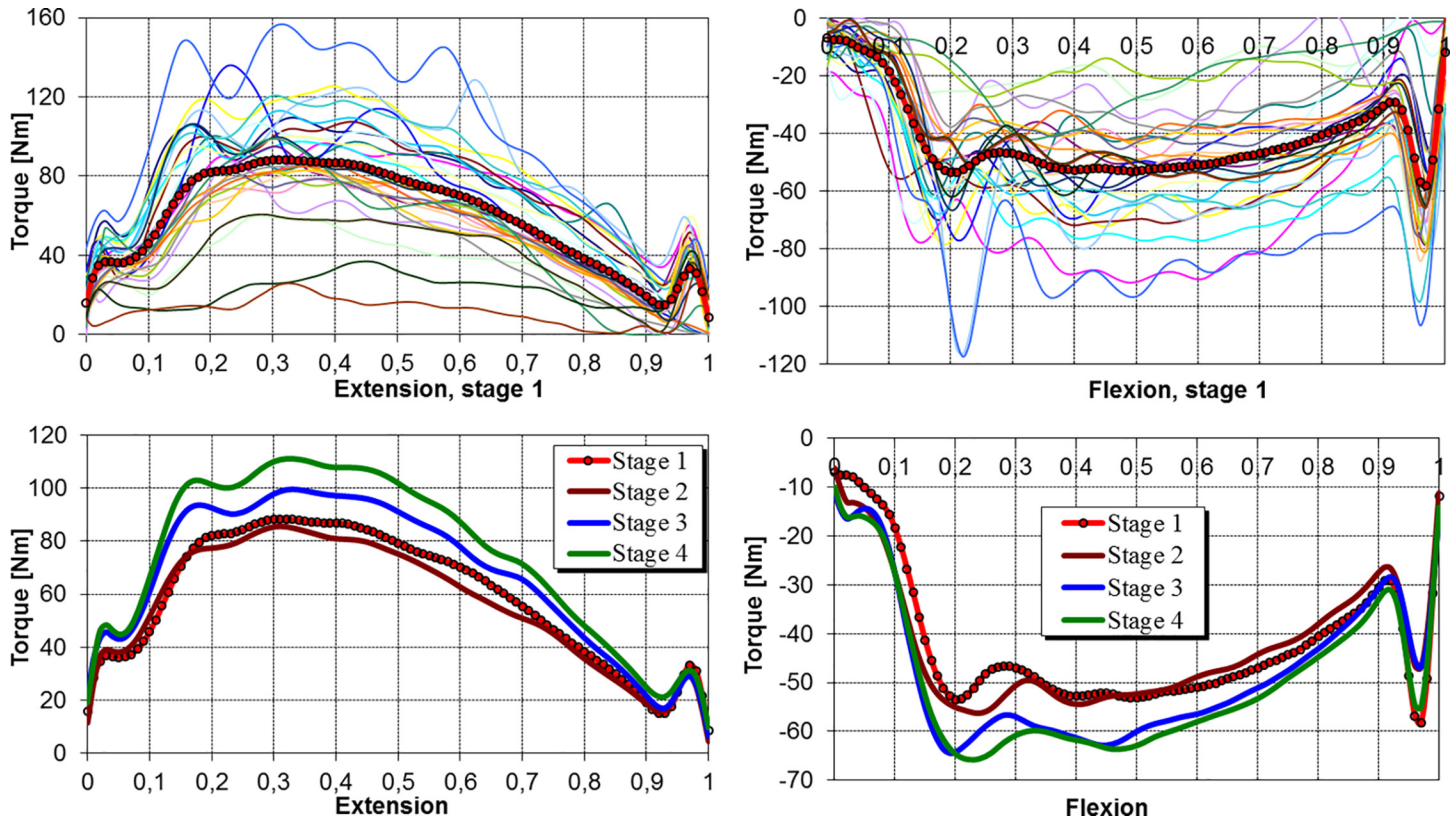 160
120
80
40
0
Torque [Nm]
0 0,1 0,2 0,3 0,4 0,5 0,6 0,7 0,8 0,9 1
Extension, stage 1
0
-20
-40
-60
-80
-100
-120
Torque [Nm]
0 0,1 0,2 0,3 0,4 0,5 0,6 0,7 0,8 0,9 1
Flexion, stage 1
120
100
80
60
40
20
0
Torque [Nm]
Stage 1
Stage 2
Stage 3
Stage 4
0 0,1 0,2 0,3 0,4 0,5 0,6 0,7 0,8 0,9 1
Extension
0
-10
-20
-30
-40
-50
-60
-70
Torque [Nm]
0 0,1 0,2 0,3 0,4 0,5 0,6 0,7 0,8 0,9 1
Stage 1
Stage 2
Stage 3
Stage 4
Flexion